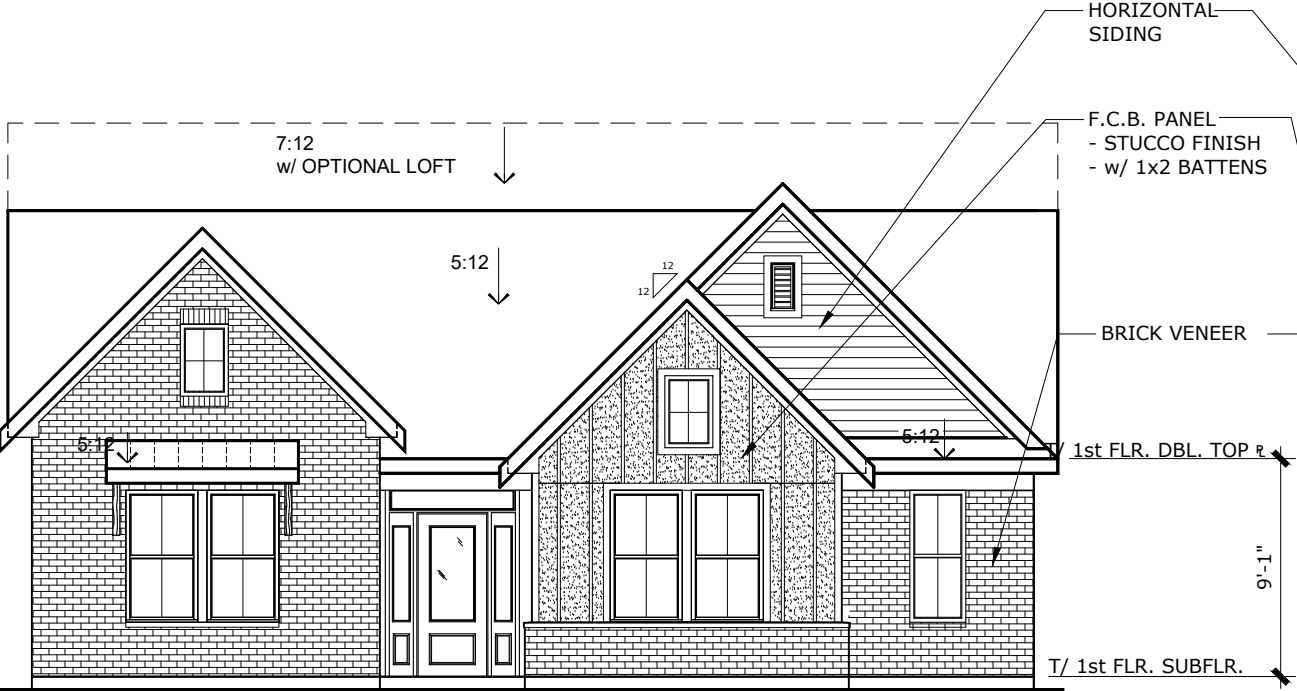 HORIZONTAL
SIDING
F.C.B. PANEL
- STUCCO FINISH
- w/ 1x2 BATTENS
7:12
w/ OPTIONAL LOFT
5:12
12
12
BRICK VENEER
5:12
5:12
T/ 1st FLR. DBL. TOP ⅊
9'-1"
T/ 1st FLR. SUBFLR.